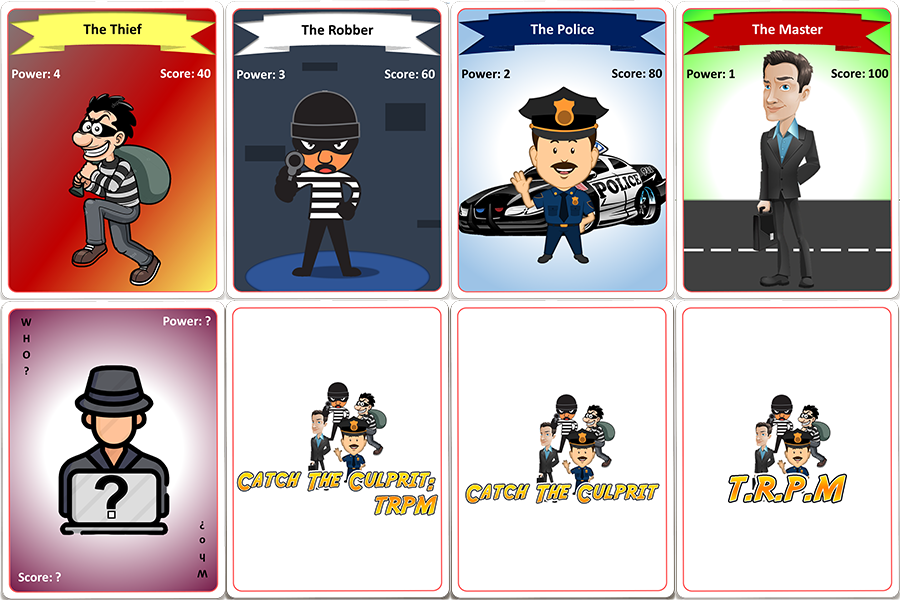 The Thief
Power: 4
Score: 40
The Robber
Power: 3
Score: 60
The Police
Power: 2
Score: 80
POLICE
The Master
Power: 1
Score: 100
WHO?
Power: ?
?
Score: ?
Who?
CATCH THE CULPRIT:
TRPM
CATCH THE CULPRIT
T.R.P.M